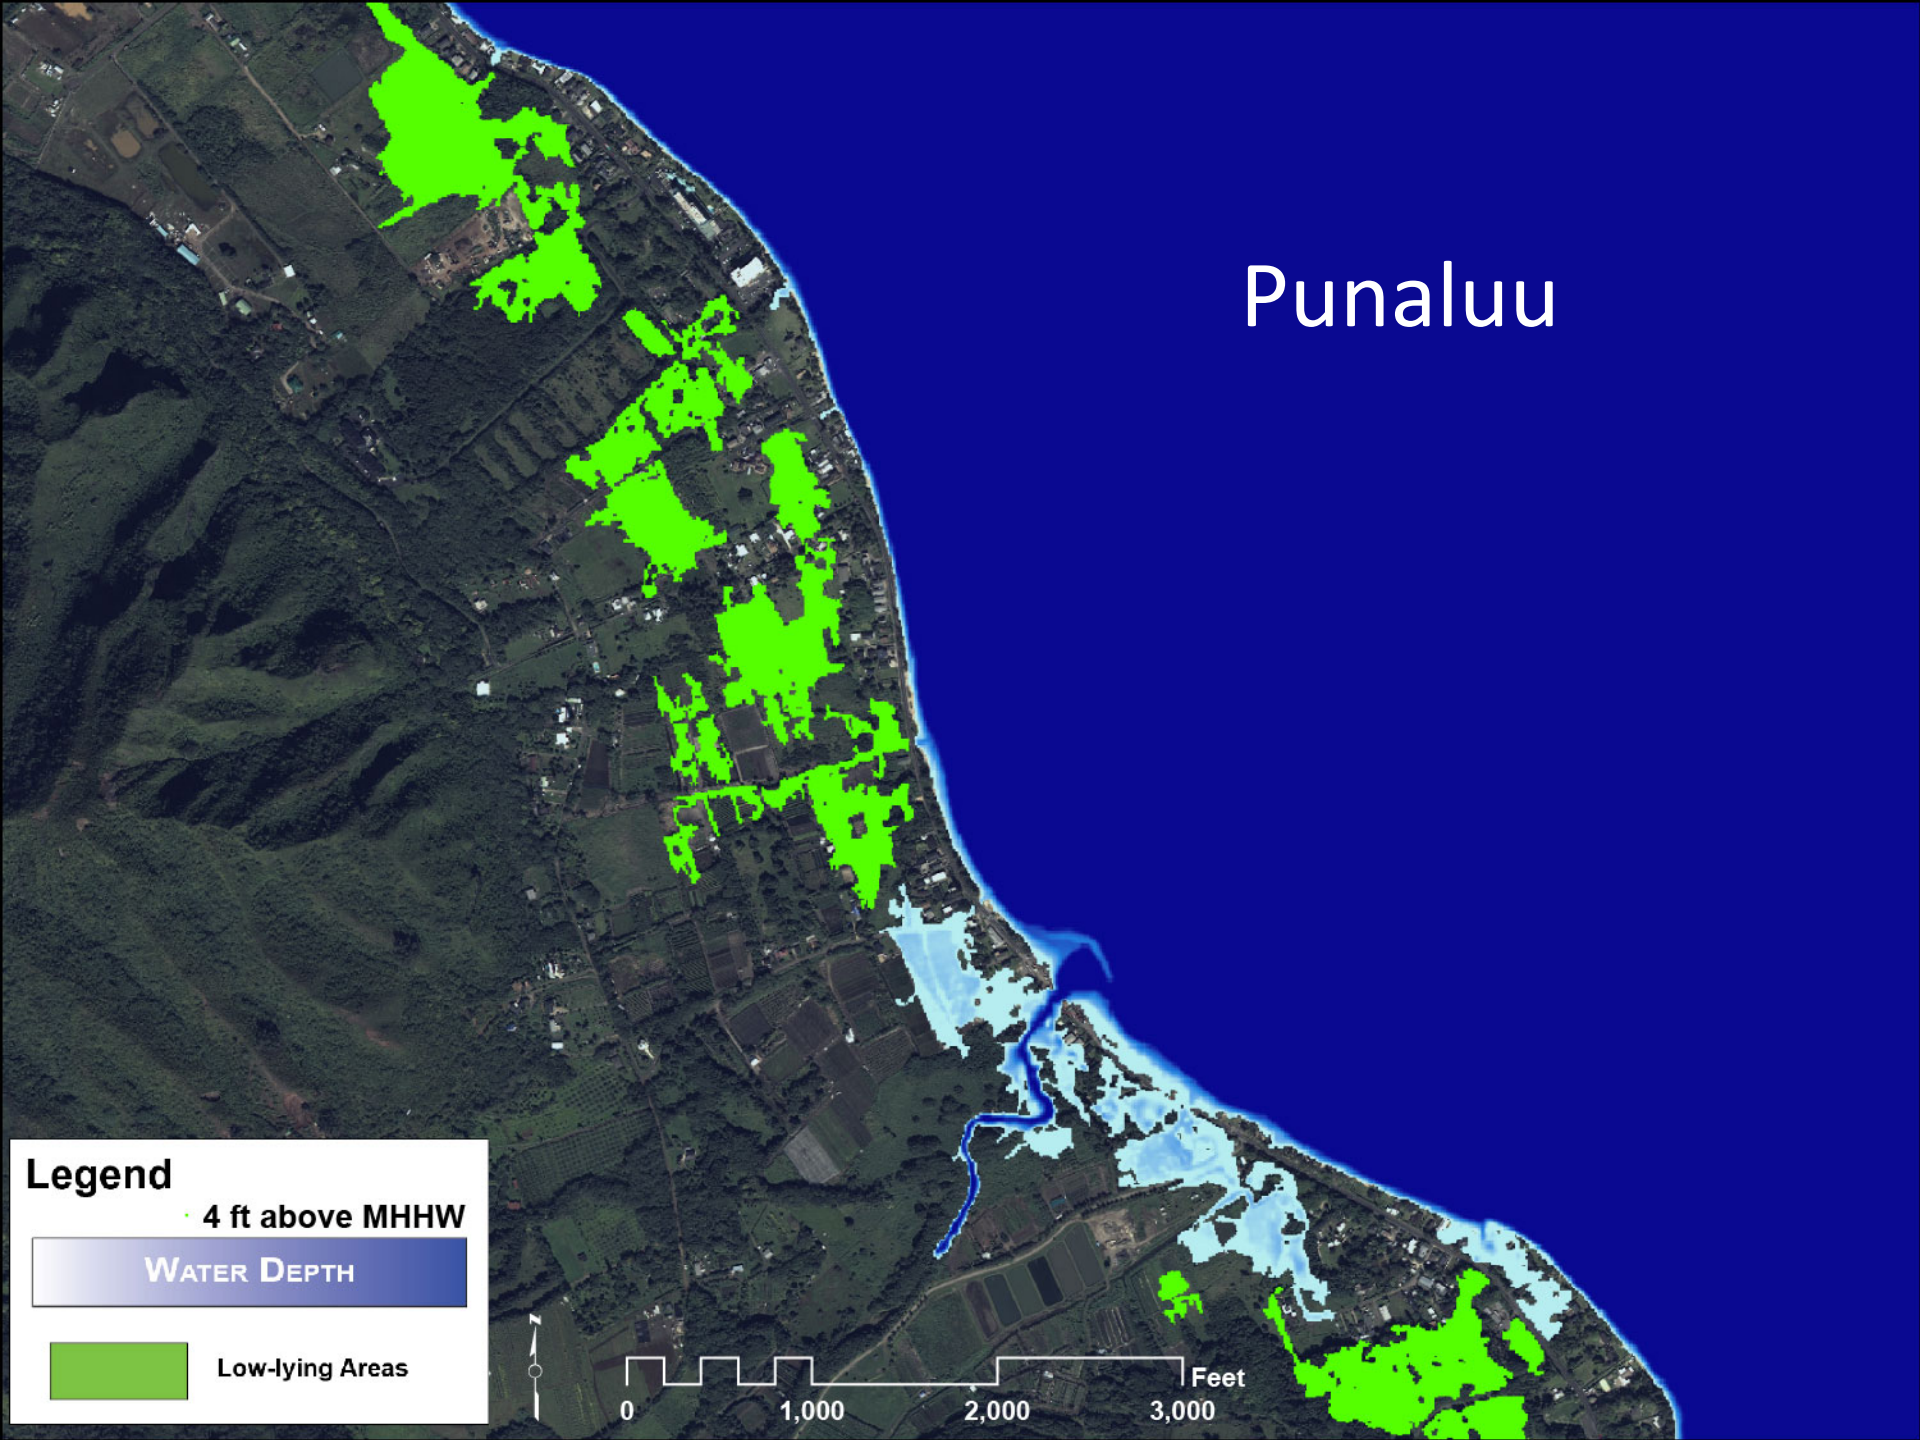 Punaluu
Legend
4 ft above MHHW
WATER DEPTH
Low-lying Areas
N
Feet
0 1,000 2,000 3,000